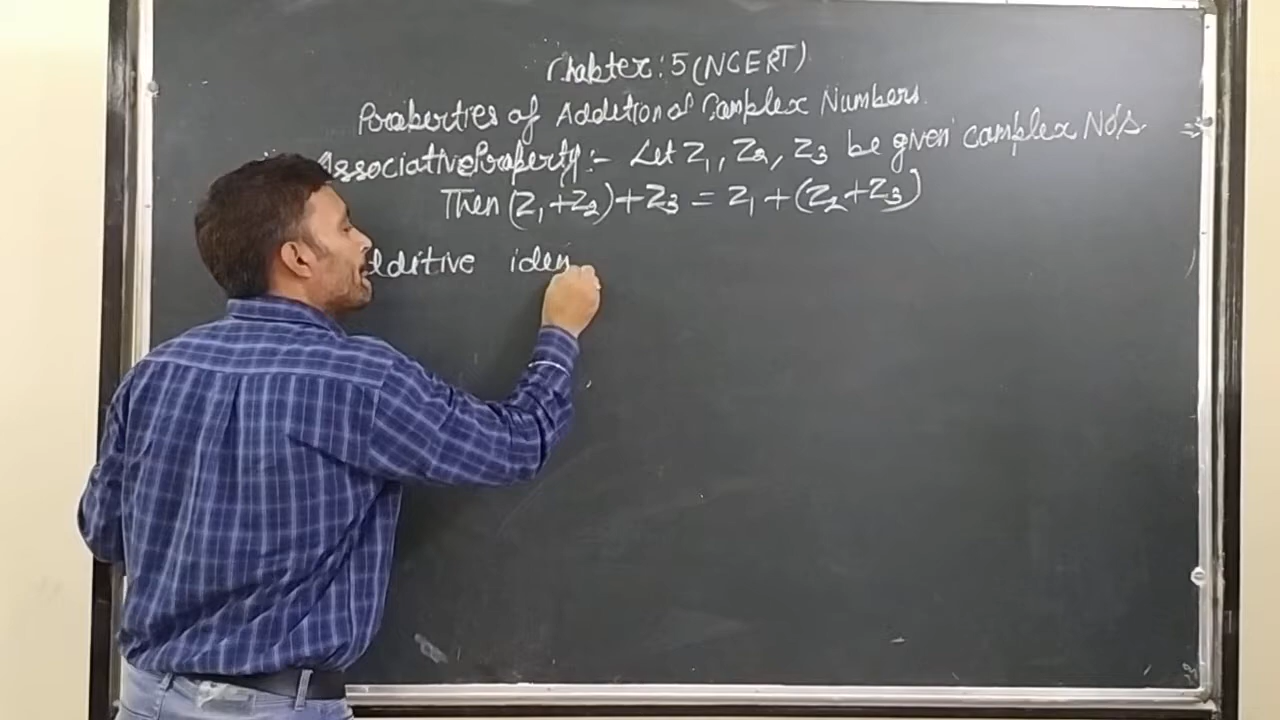 Chapter: 5 (NCERT)
Properties of Addition of Complex Numbers.
Associative Property:- Let Z₁, Z₂, Z₃ be given complex No's. ⇒
Then (Z₁+Z₂)+Z₃ = Z₁+(Z₂+Z₃)
dditive iden